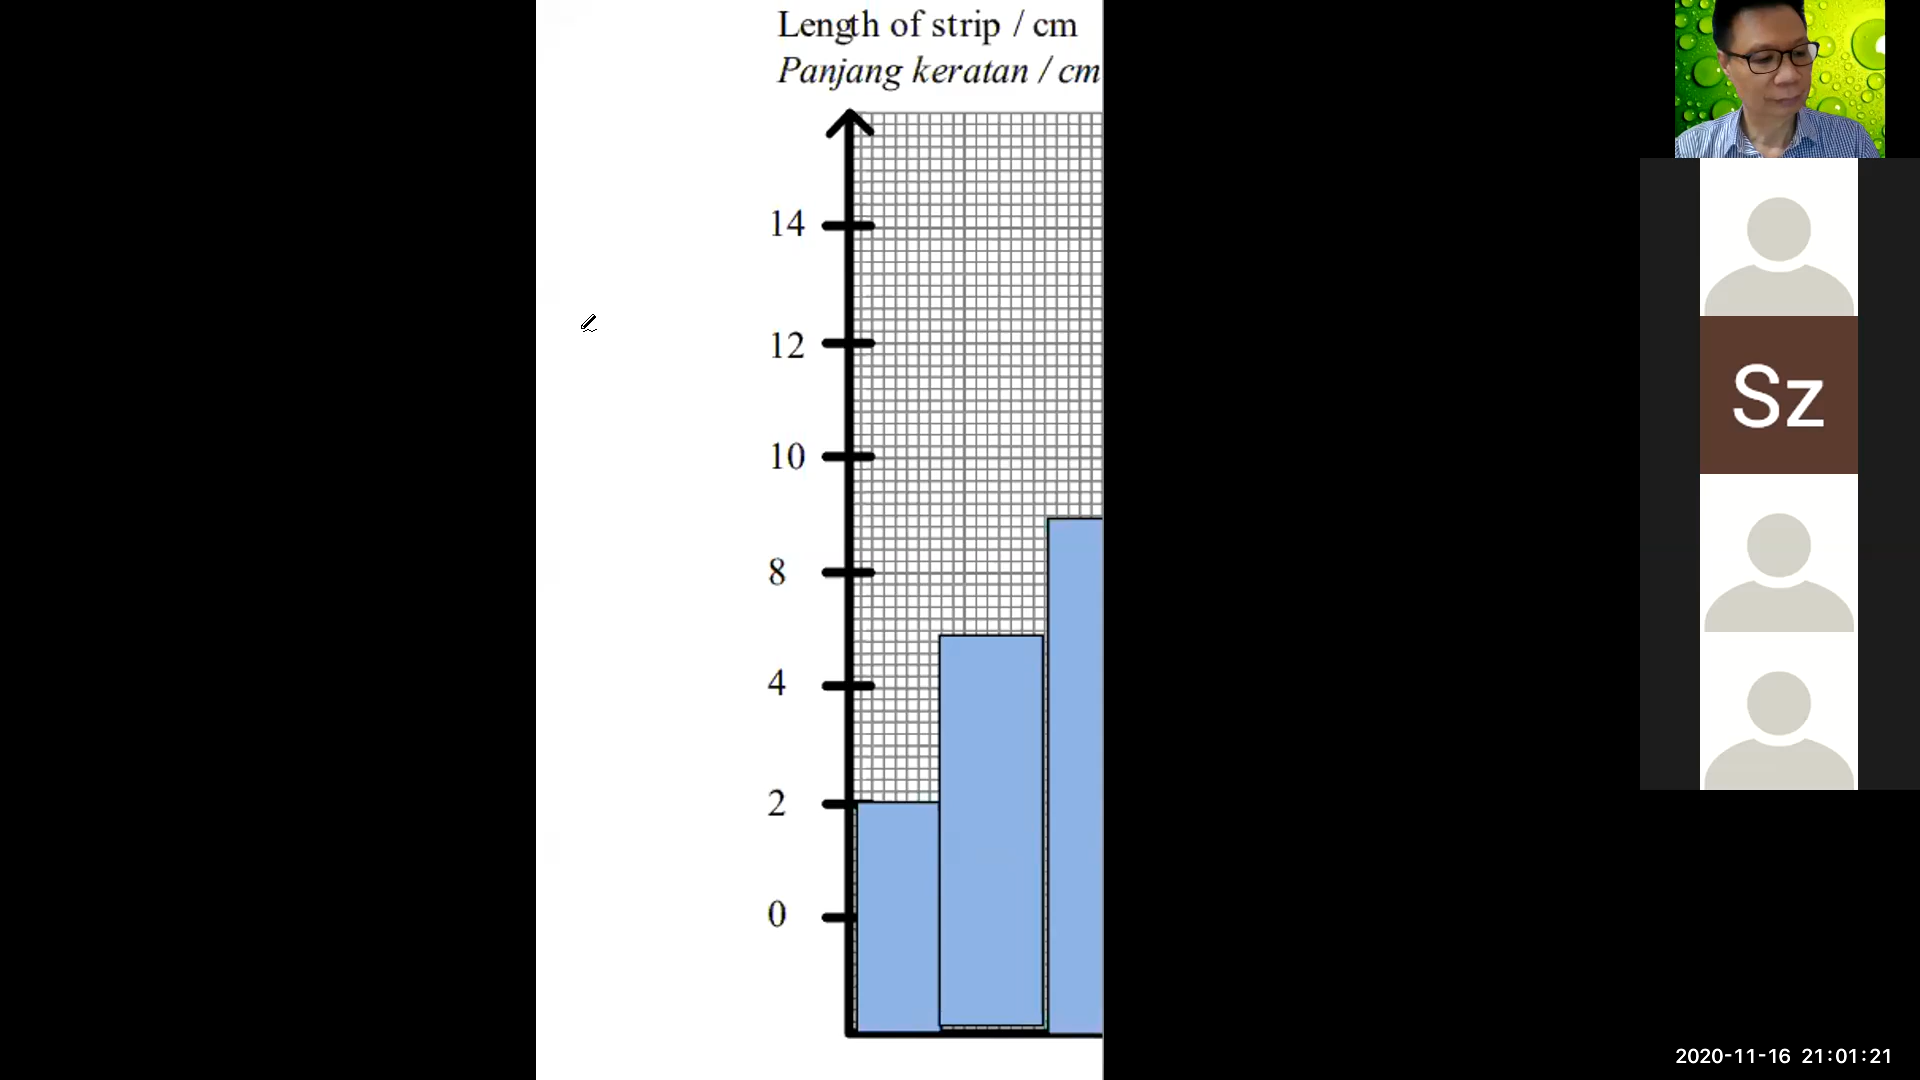 Length of strip / cm
Panjang keratan / cm
14
12
10
8
4
2
0
Sz
2020-11-16 21:01:21